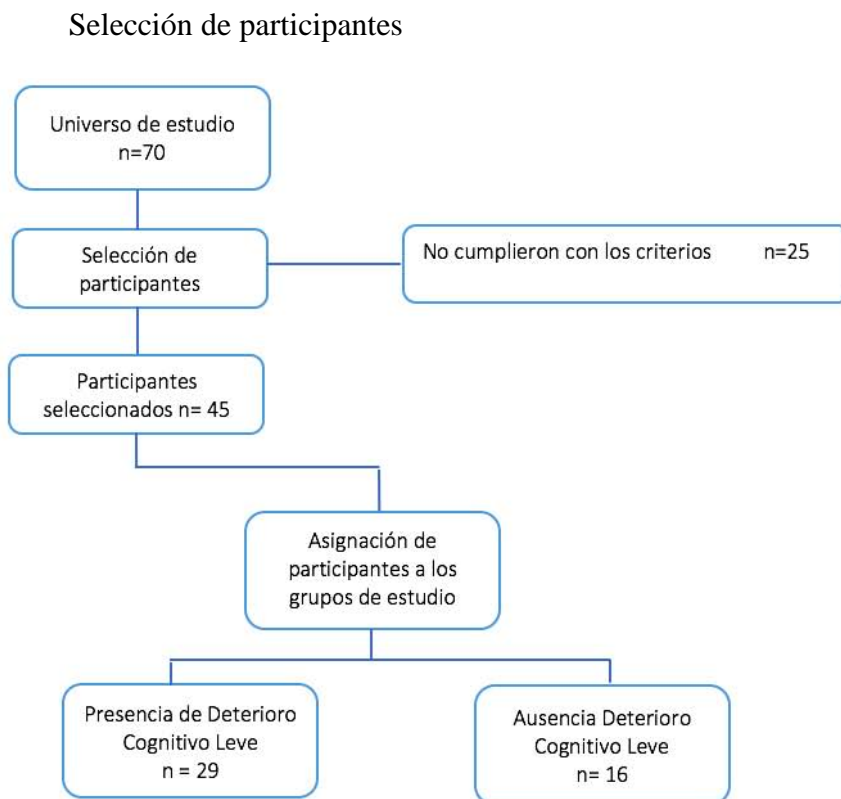 Selección de participantes
Universo de estudio
n=70
Selección de
participantes
No cumplieron con los criterios n=25
Participantes
seleccionados n= 45
Asignación de
participantes a los
grupos de estudio
Presencia de Deterioro
Cognitivo Leve
n = 29
Ausencia Deterioro
Cognitivo Leve
n= 16